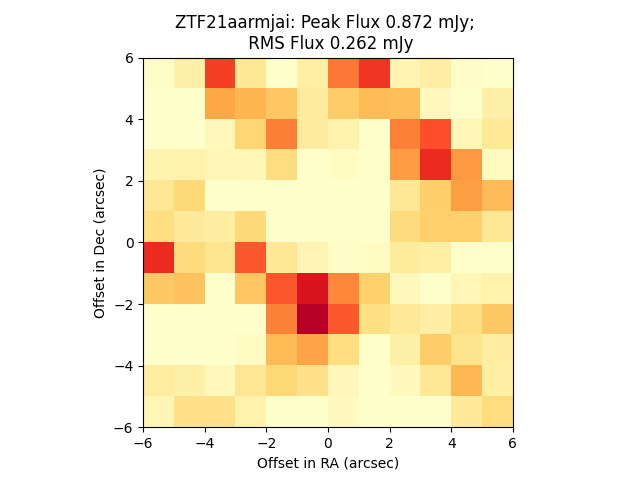 ZTF21aarmjai: Peak Flux 0.872 mJy;
RMS Flux 0.262 mJy
6
4
2
0
−2
−4
−6
Offset in Dec (arcsec)
−6 −4 −2 0 2 4 6
Offset in RA (arcsec)